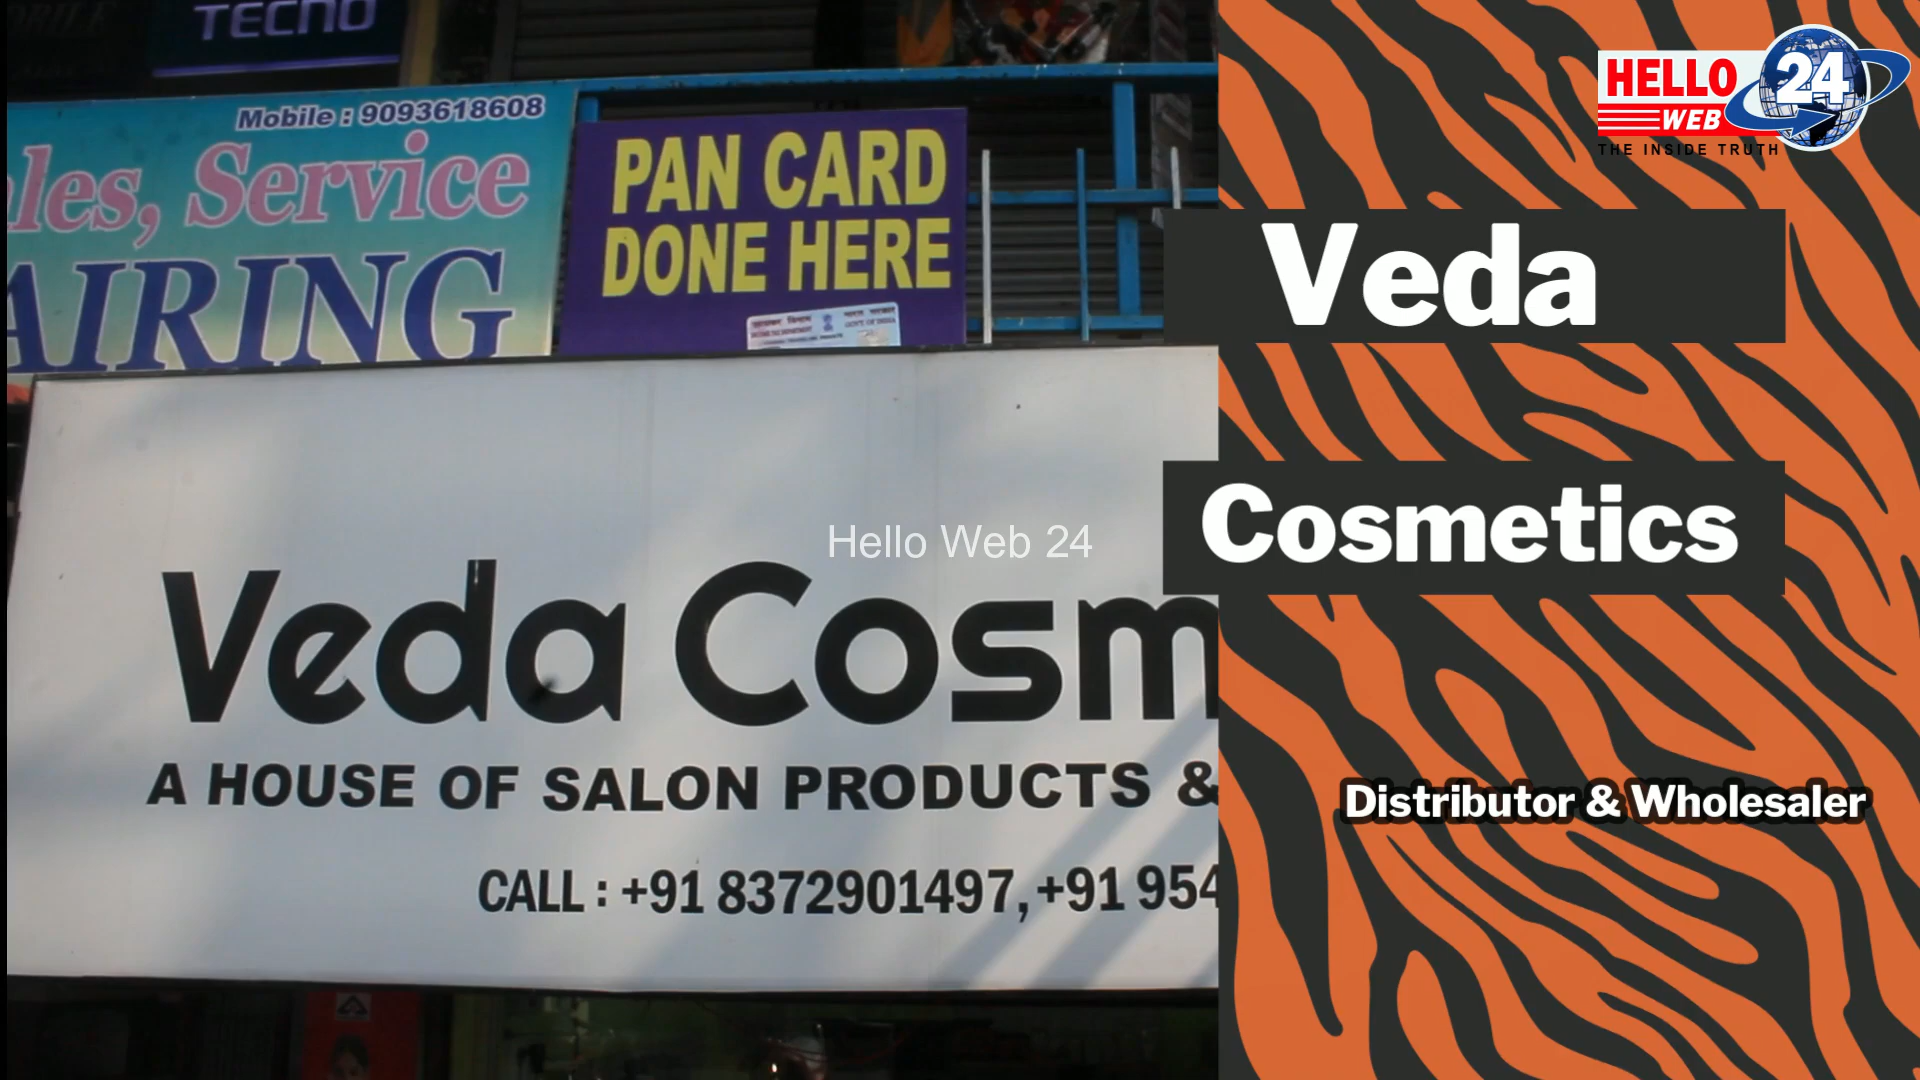 TECNO
Mobile : 9093618608
les, Service
AIRING
PAN CARD
DONE HERE
Veda Cosm
A HOUSE OF SALON PRODUCTS &
CALL : +91 8372901497, +91 954
Hello Web 24
HELLO
WEB
24
THE INSIDE TRUTH
Veda
Cosmetics
Distributor & Wholesaler